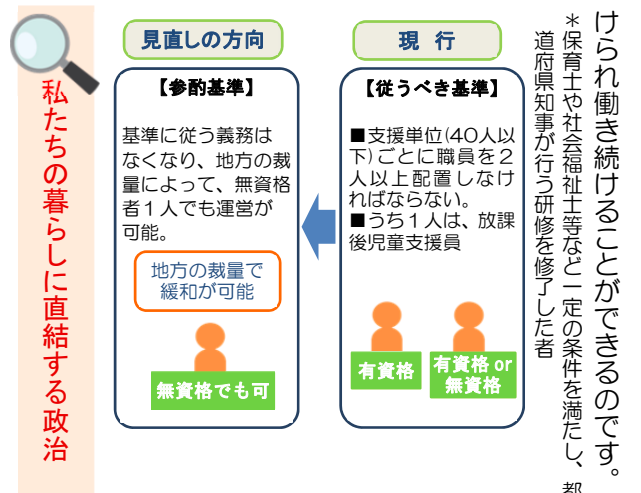 けられ働き続けることができるのです。
＊保育士や社会福祉士等など一定の条件を満たし、都
道府県知事が行う研修を修了した者
現 行
【従うべき基準】
■支援単位(40人以
下)ごとに職員を２
人以上配置しなけ
ればならない。
■うち１人は、放課
後児童支援員
有資格
有資格 or
無資格
見直しの方向
【参酌基準】
基準に従う義務は
なくなり、地方の裁
量によって、無資格
者１人でも運営が
可能。
地方の裁量で
緩和が可能
無資格でも可
私たちの暮らしに直結する政治